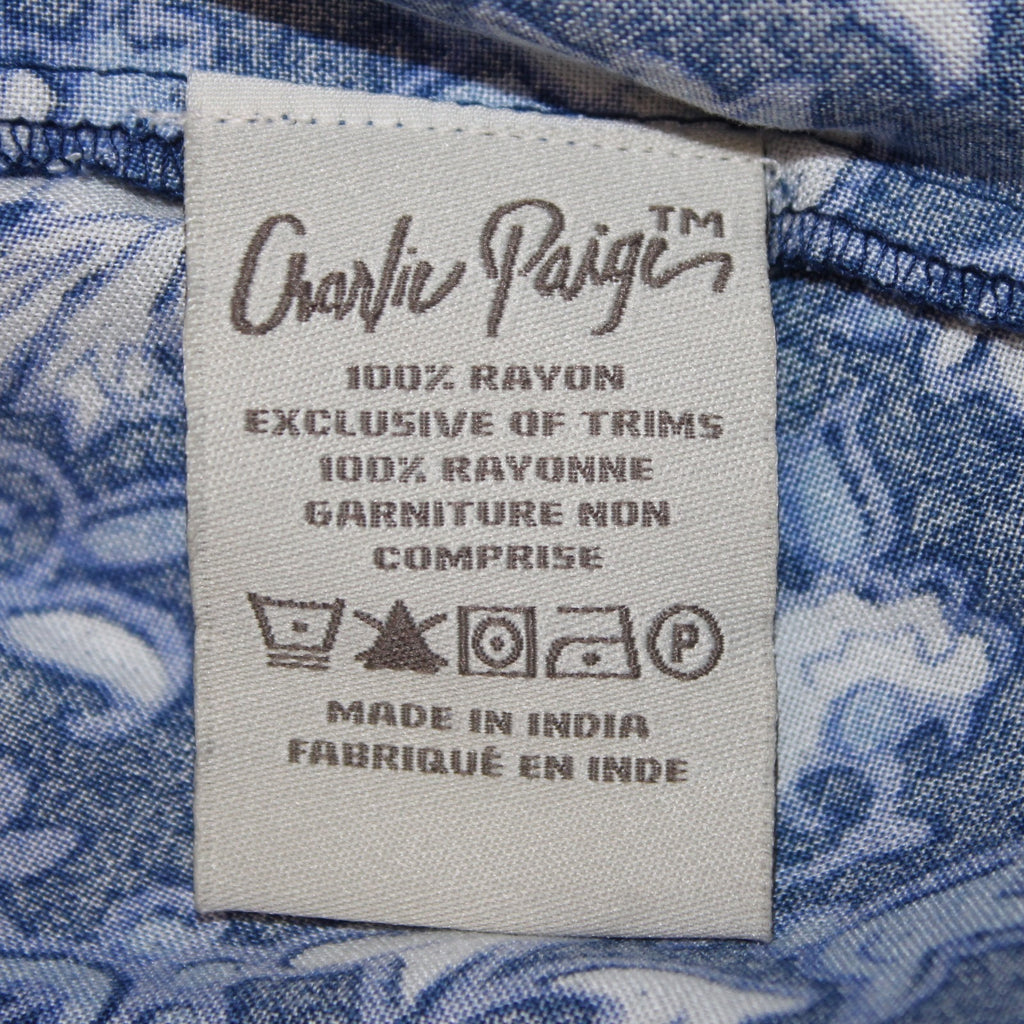 Charlie Paige™
100% RAYON
EXCLUSIVE OF TRIMS
100% RAYONNE
GARNITURE NON
COMPRISE
P
MADE IN INDIA
FABRIQUÉ EN INDE